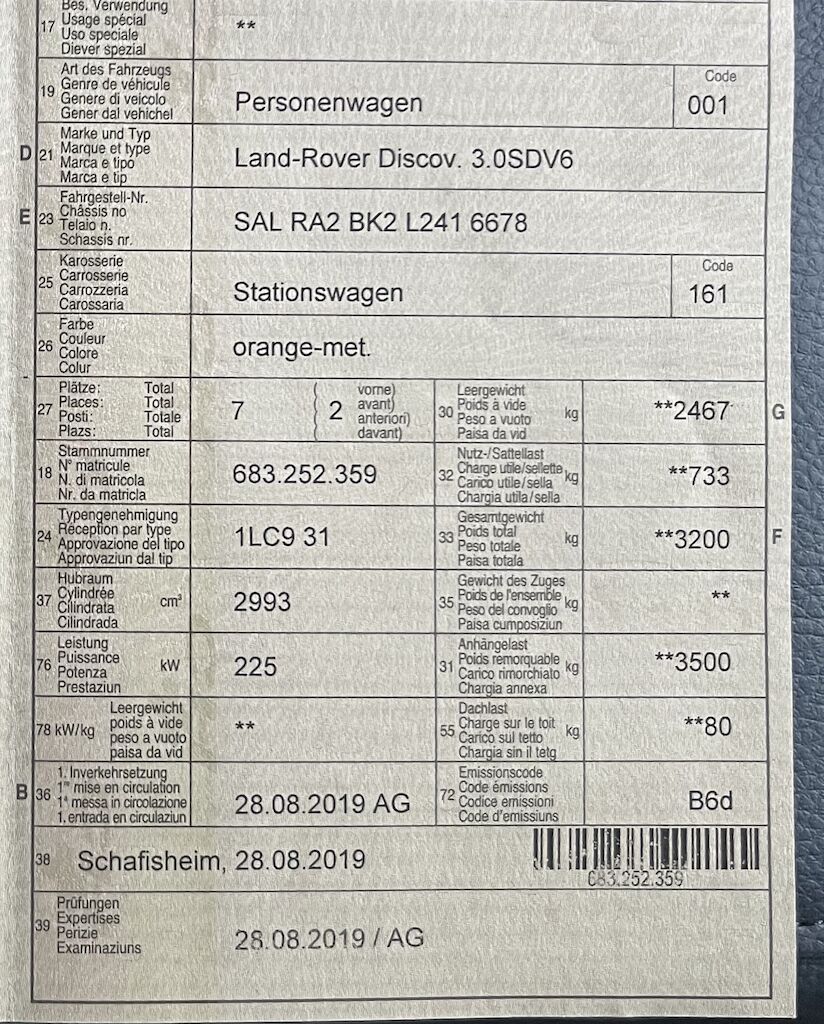 Bes. Verwendung
17 Usage spécial **
Uso speciale
Diever spezial
Art des Fahrzeugs Code
19 Genre de véhicule
Genere di veicolo Personenwagen 001
Gener dal vehichel
Marke und Typ
D 21 Marque et type Land-Rover Discov. 3.0SDV6
Marca e tipo
Marca e tip
Fahrgestell-Nr.
E 23 Châssis no SAL RA2 BK2 L241 6678
Telaio n.
Schassis nr.
Karosserie Code
25 Carrosserie
Carrozzeria Stationswagen 161
Carossaria
Farbe
26 Couleur orange-met.
Colore
Colur
Plätze: Total vorne) Leergewicht
27 Places: Total 7 ( 2 avant) 30 Poids à vide kg **2467 G
Posti: Totale anteriori) Peso a vuoto
Plazs: Total davant) Paisa da vid
Stammnummer Nutz-/Sattellast
18 N° matricule 683.252.359 32 Charge utile/sellette kg **733
N. di matricola Carico utile/sella
Nr. da matricla Chargia utila/sella
Typengenehmigung Gesamtgewicht
24 Réception par type 1LC9 31 33 Poids total kg **3200 F
Approvazione del tipo Peso totale
Approvaziun dal tip Paisa totala
Hubraum Gewicht des Zuges
37 Cylindrée cm³ 2993 35 Poids de l'ensemble kg **
Cilindrata Peso del convoglio
Cilindrada Paisa cumposiziun
Leistung Anhängelast
76 Puissance kW 225 31 Poids remorquable kg **3500
Potenza Carico rimorchiato
Prestaziun Chargia annexa
Leergewicht Dachlast
78 kW/kg poids à vide ** 55 Charge sur le toit kg **80
peso a vuoto Carico sul tetto
paisa da vid Chargia sin il tetg
1. Inverkehrsetzung Emissionscode
B 36 1re mise en circulation 28.08.2019 AG 72 Code émissions B6d
1a messa in circolazione Codice emissioni
1. entrada en circulaziun Code d'emissiuns
38 Schafisheim, 28.08.2019
683.252.359
Prüfungen
39 Expertises
Perizie 28.08.2019 / AG
Examinaziuns